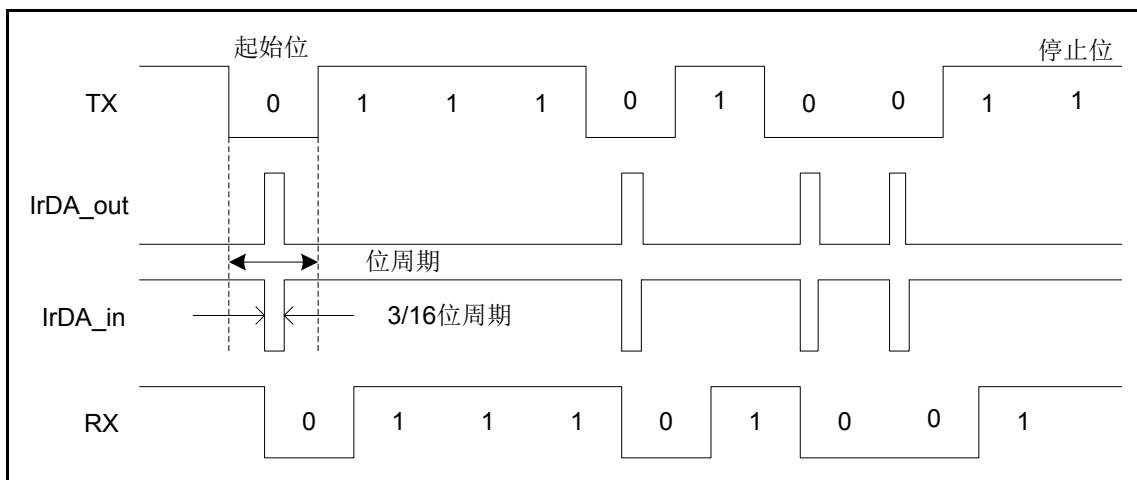 起始位
停止位
TX
0 1 1 1 0 1 0 0 1 1
IrDA_out
位周期
IrDA_in
3/16位周期
RX
0 1 1 1 0 1 0 0 1